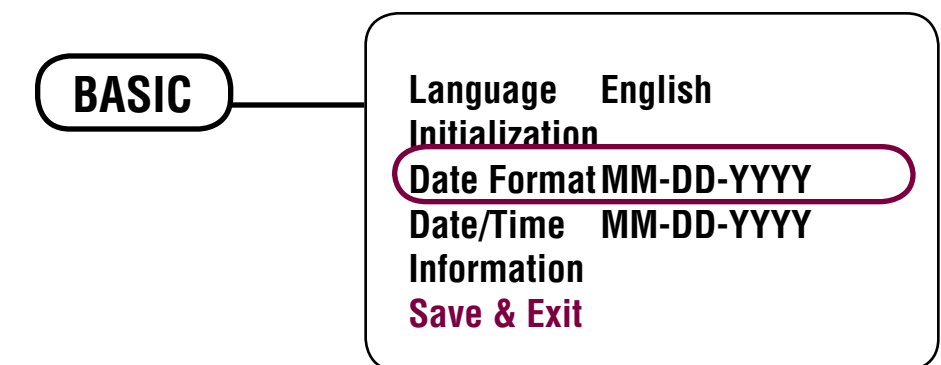 BASIC
Language English
Initialization
Date Format MM-DD-YYYY
Date/Time MM-DD-YYYY
Information
Save & Exit